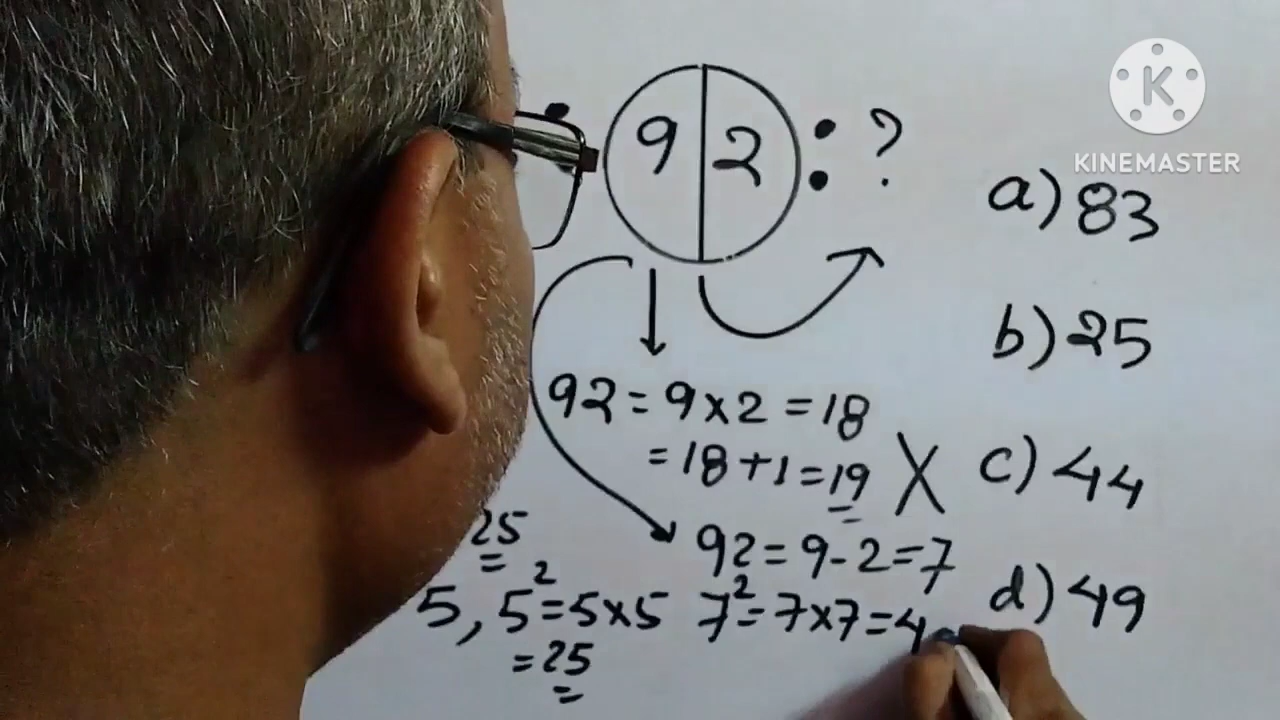 9 2 : ?
K
KINEMASTER
a) 83
b) 25
92 = 9 × 2 = 18
= 18 + 1 = 19 X
c) 44
25
92 = 9 - 2 = 7
5, 5² = 5×5
7² = 7×7 = 4
d) 49
= 25